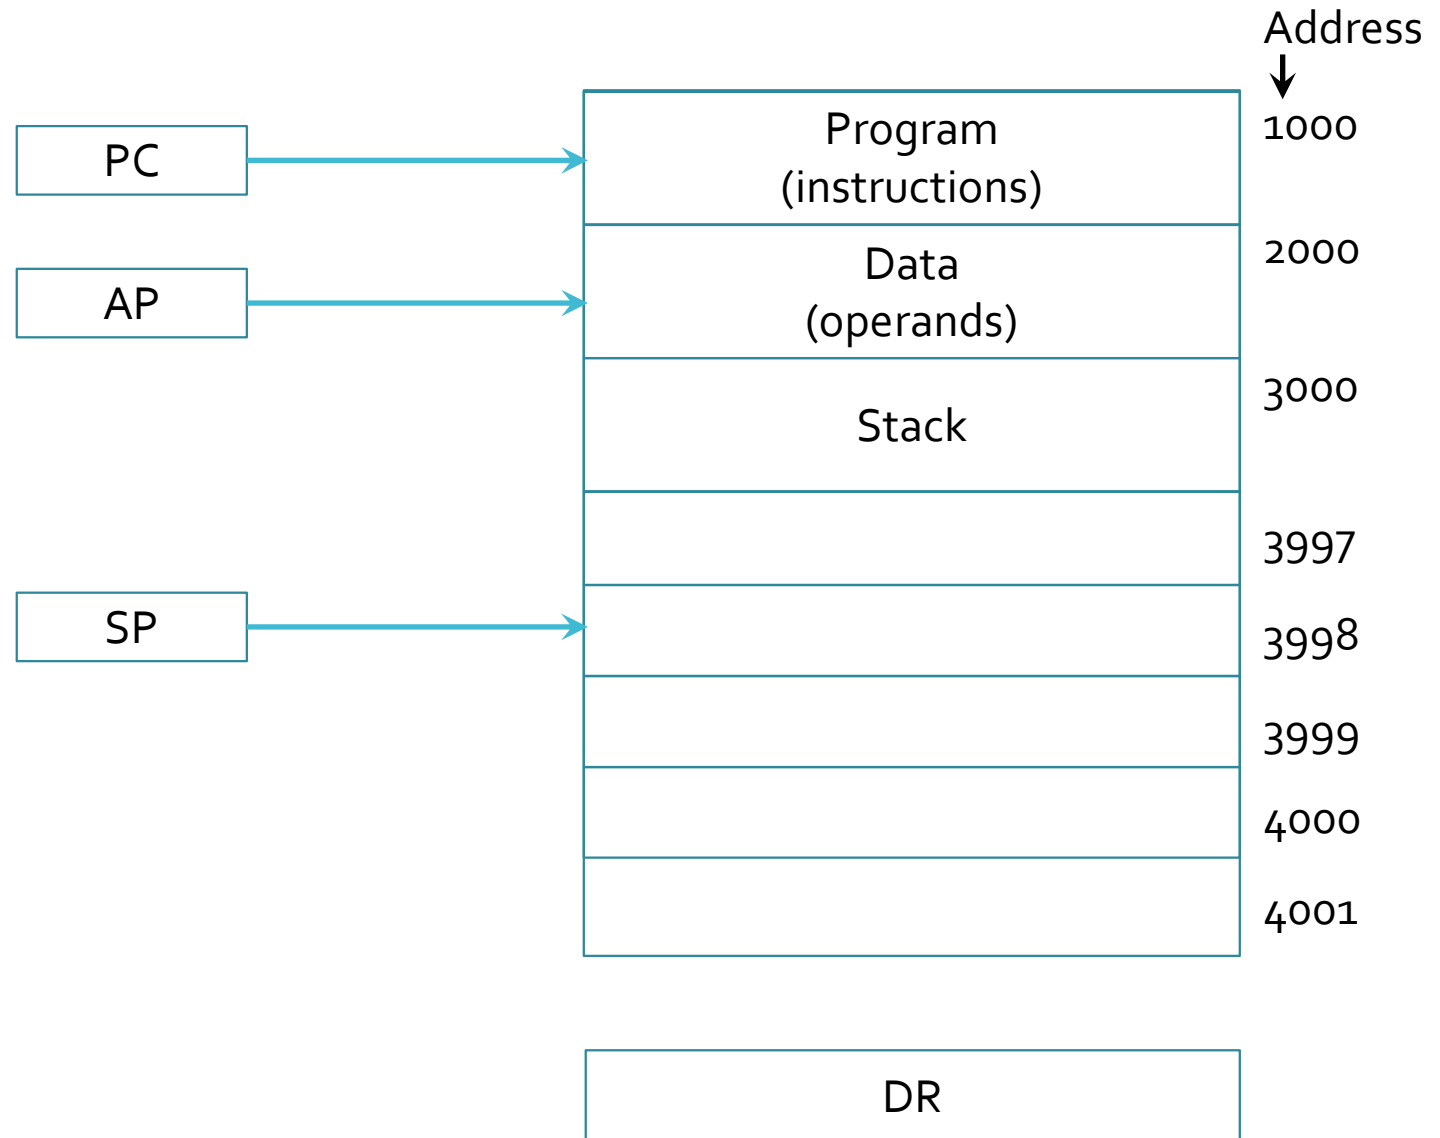 Address
PC
Program
(instructions)
1000
AP
Data
(operands)
2000
Stack
3000
3997
SP
3998
3999
4000
4001
DR